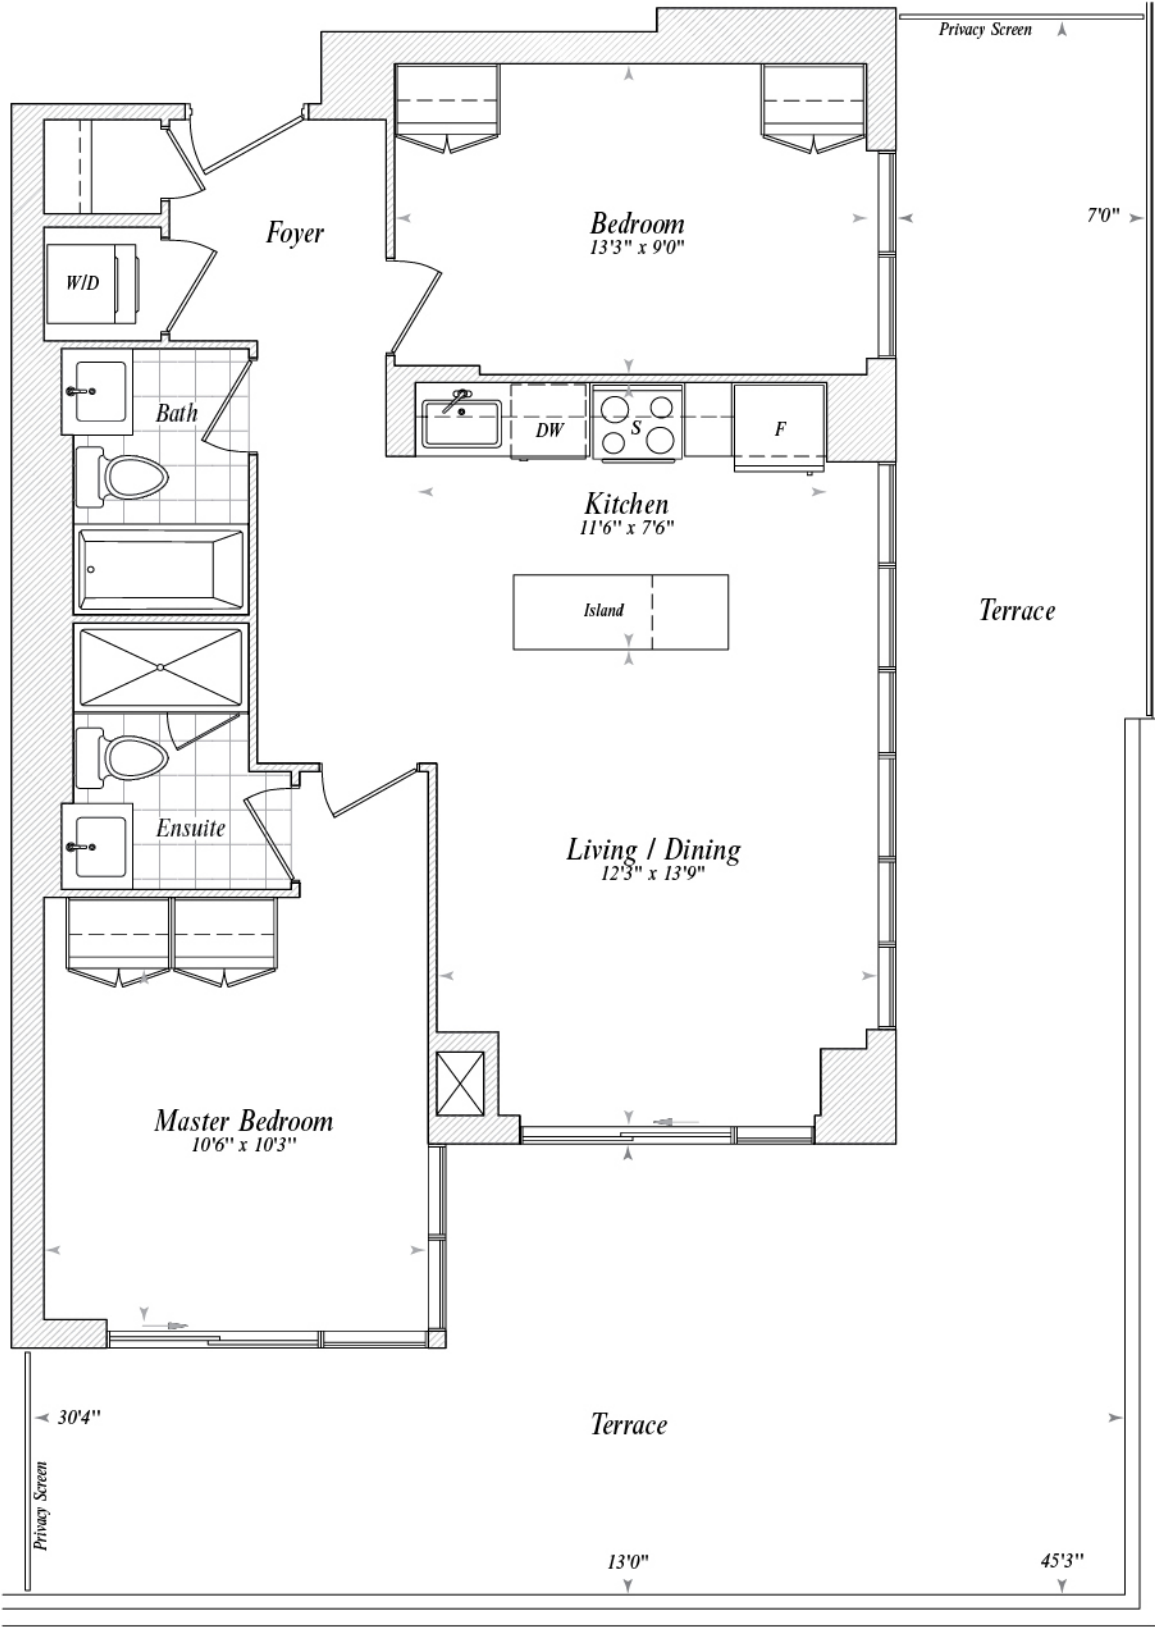 Privacy Screen
7'0"
Foyer
Bedroom
13'3" x 9'0"
W/D
Bath
DW
S
F
Kitchen
11'6" x 7'6"
Island
Terrace
Ensuite
Living / Dining
12'3" x 13'9"
Master Bedroom
10'6" x 10'3"
30'4"
Terrace
Privacy Screen
13'0"
45'3"